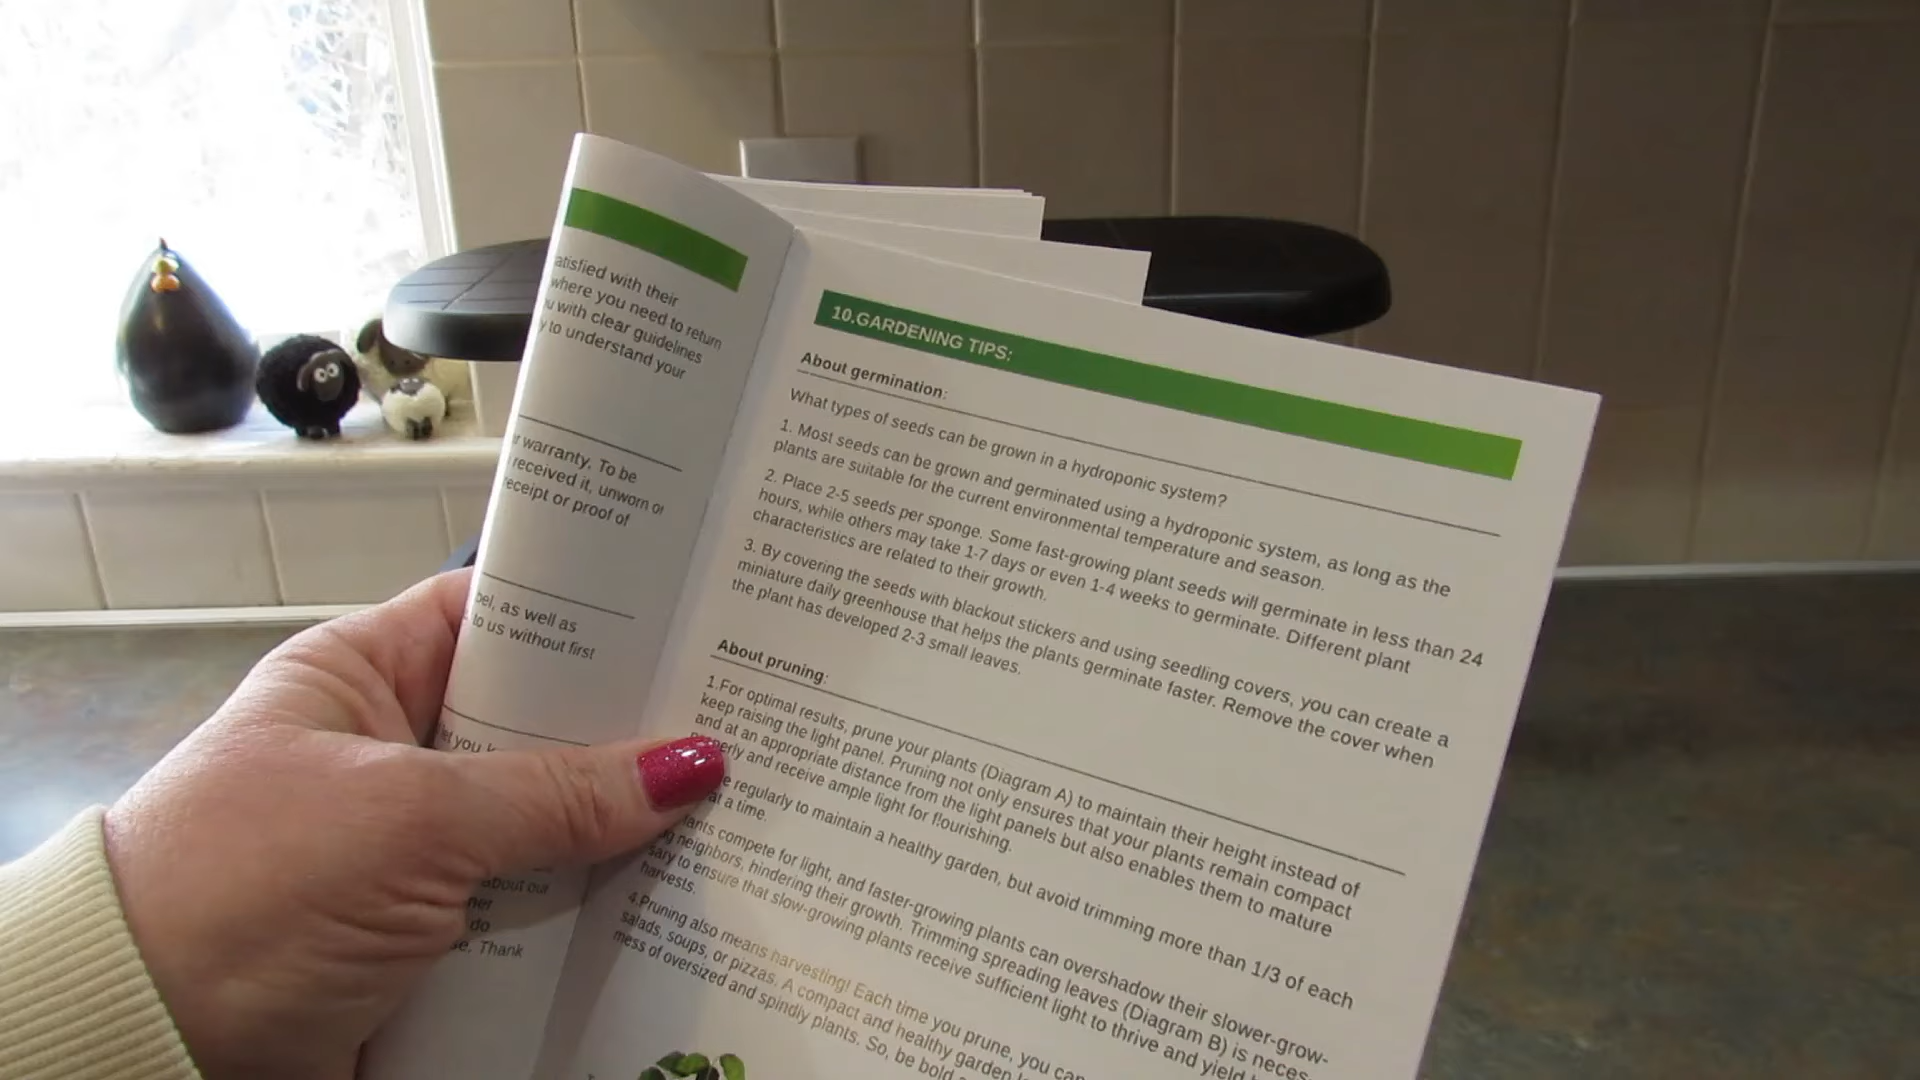 atisfied with their
where you need to return
u with clear guidelines
y to understand your
r warranty, To be
received it, unworn or
eceipt or proof of
bel, as well as
to us without first
let you k
about our
ner
do
se. Thank
10.GARDENING TIPS:
About germination:
What types of seeds can be grown in a hydroponic system?
1. Most seeds can be grown and germinated using a hydroponic system, as long as the
plants are suitable for the current environmental temperature and season.
2. Place 2-5 seeds per sponge. Some fast-growing plant seeds will germinate in less than 24
hours, while others may take 1-7 days or even 1-4 weeks to germinate. Different plant
characteristics are related to their growth.
3. By covering the seeds with blackout stickers and using seedling covers, you can create a
miniature daily greenhouse that helps the plants germinate faster. Remove the cover when
the plant has developed 2-3 small leaves.
About pruning:
1.For optimal results, prune your plants (Diagram A) to maintain their height instead of
keep raising the light panel. Pruning not only ensures that your plants remain compact
and at an appropriate distance from the light panels but also enables them to mature
properly and receive ample light for flourishing.
e regularly to maintain a healthy garden, but avoid trimming more than 1/3 of each
at a time.
lants compete for light, and faster-growing plants can overshadow their slower-grow-
ng neighbors, hindering their growth. Trimming spreading leaves (Diagram B) is neces-
sary to ensure that slow-growing plants receive sufficient light to thrive and yield
harvests.
4.Pruning also means harvesting! Each time you prune, you can
salads, soups, or pizzas. A compact and healthy garden
mess of oversized and spindly plants. So, be bold